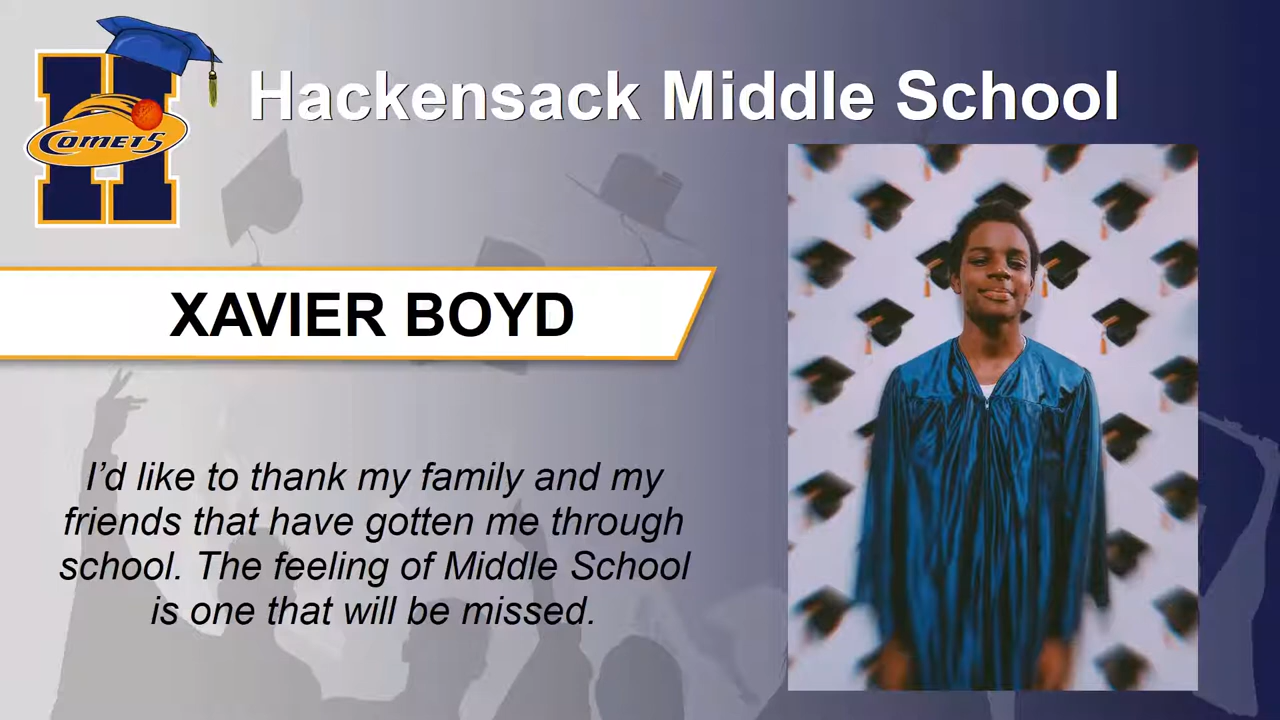 Hackensack Middle School
COMETS
XAVIER BOYD
I’d like to thank my family and my
friends that have gotten me through
school. The feeling of Middle School
is one that will be missed.